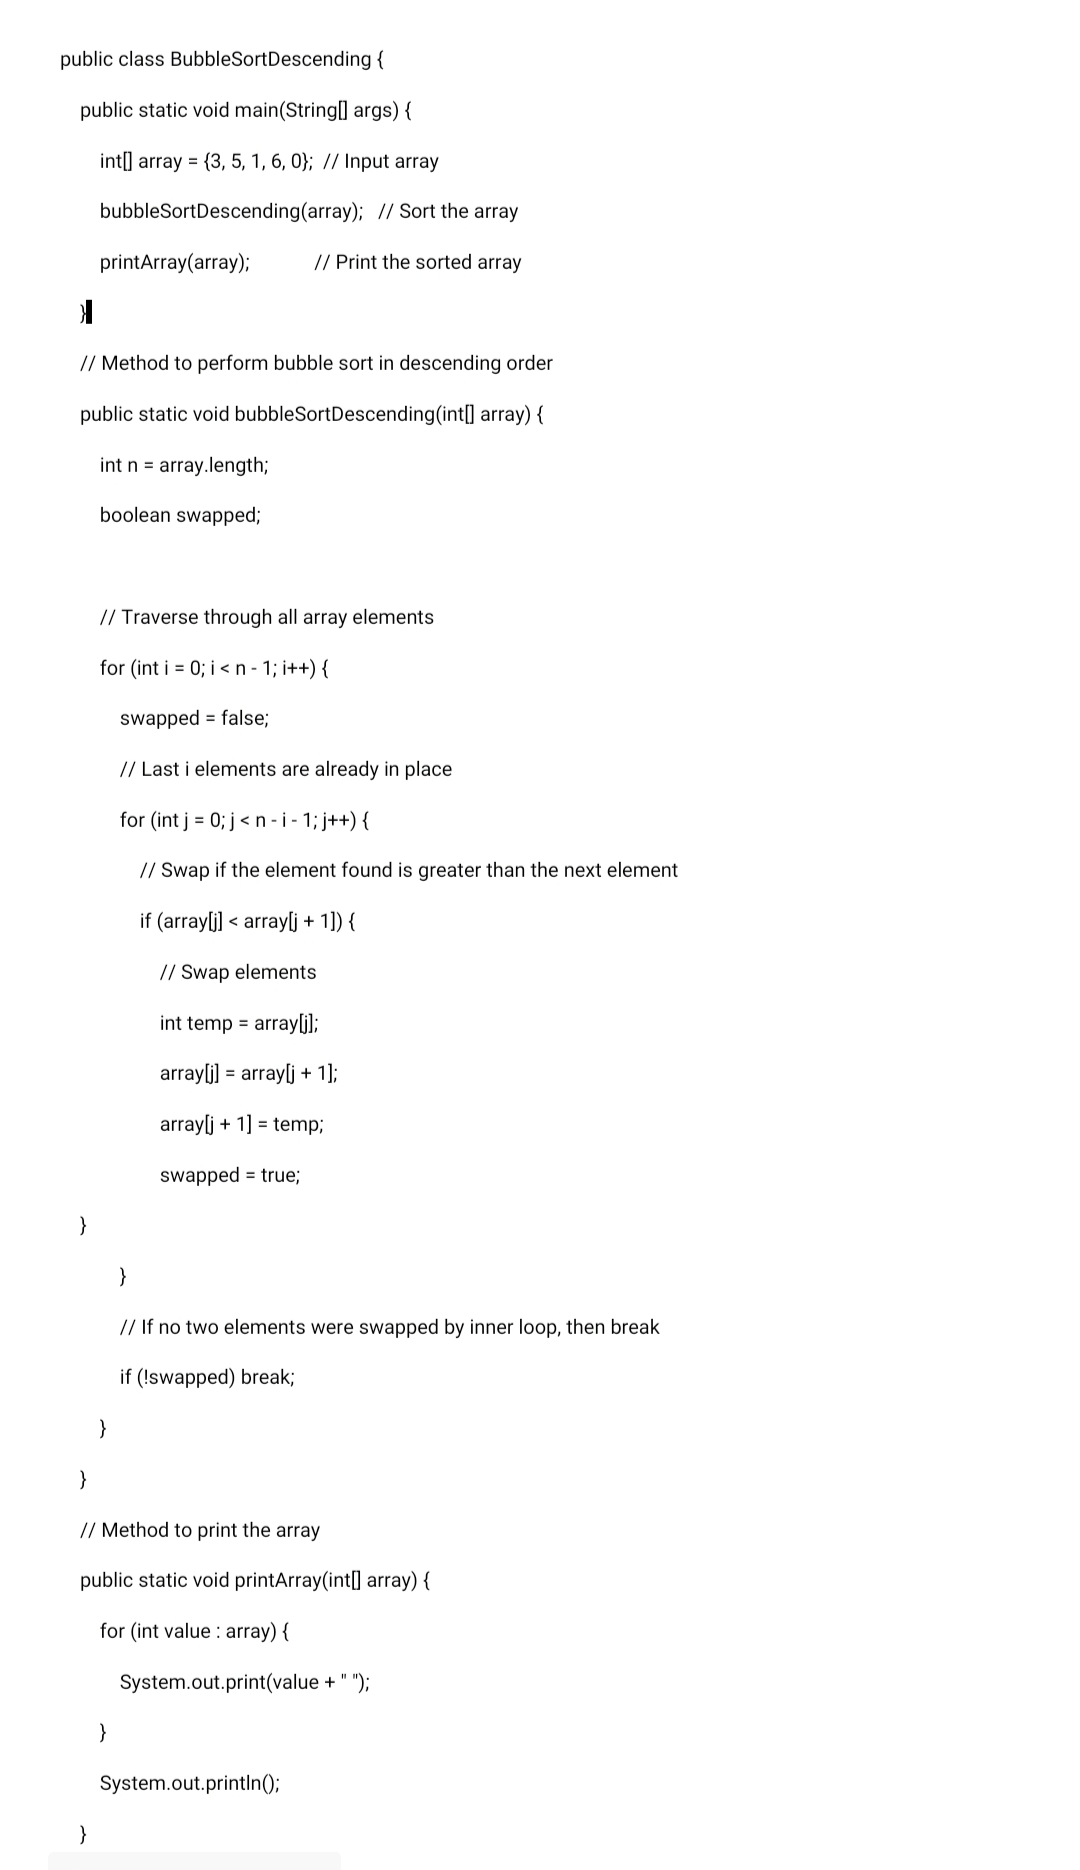 public class BubbleSortDescending {
public static void main(String[] args) {
int[] array = {3, 5, 1, 6, 0};  // Input array
bubbleSortDescending(array);   // Sort the array
printArray(array);            // Print the sorted array
}
// Method to perform bubble sort in descending order
public static void bubbleSortDescending(int[] array) {
int n = array.length;
boolean swapped;
// Traverse through all array elements
for (int i = 0; i < n - 1; i++) {
swapped = false;
// Last i elements are already in place
for (int j = 0; j < n - i - 1; j++) {
// Swap if the element found is greater than the next element
if (array[j] < array[j + 1]) {
// Swap elements
int temp = array[j];
array[j] = array[j + 1];
array[j + 1] = temp;
swapped = true;
}
}
// If no two elements were swapped by inner loop, then break
if (!swapped) break;
}
}
// Method to print the array
public static void printArray(int[] array) {
for (int value : array) {
System.out.print(value + " ");
}
System.out.println();
}